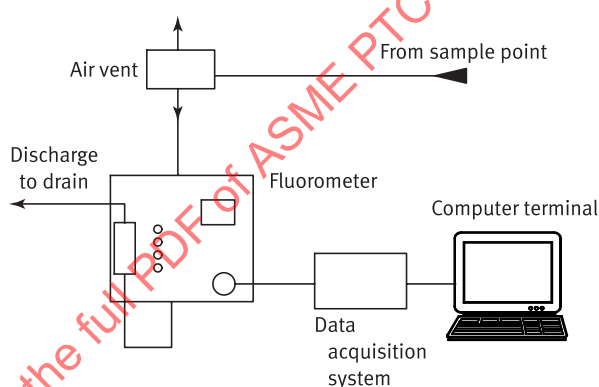 From sample point
Air vent
Discharge
to drain
Fluorometer
Computer terminal
Data
acquisition
system
the full PDF of ASME PTC